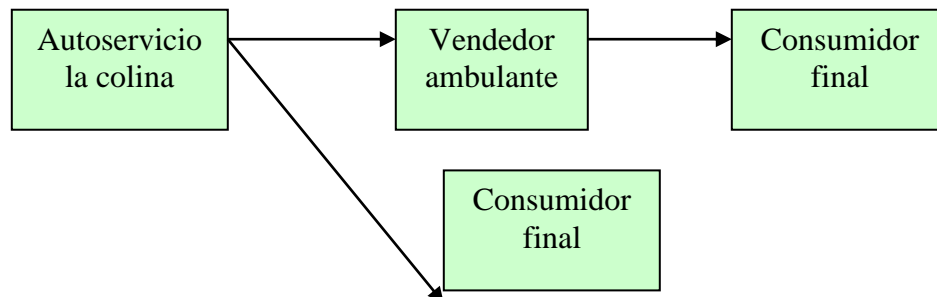 Autoservicio
la colina
Vendedor
ambulante
Consumidor
final
Consumidor
final